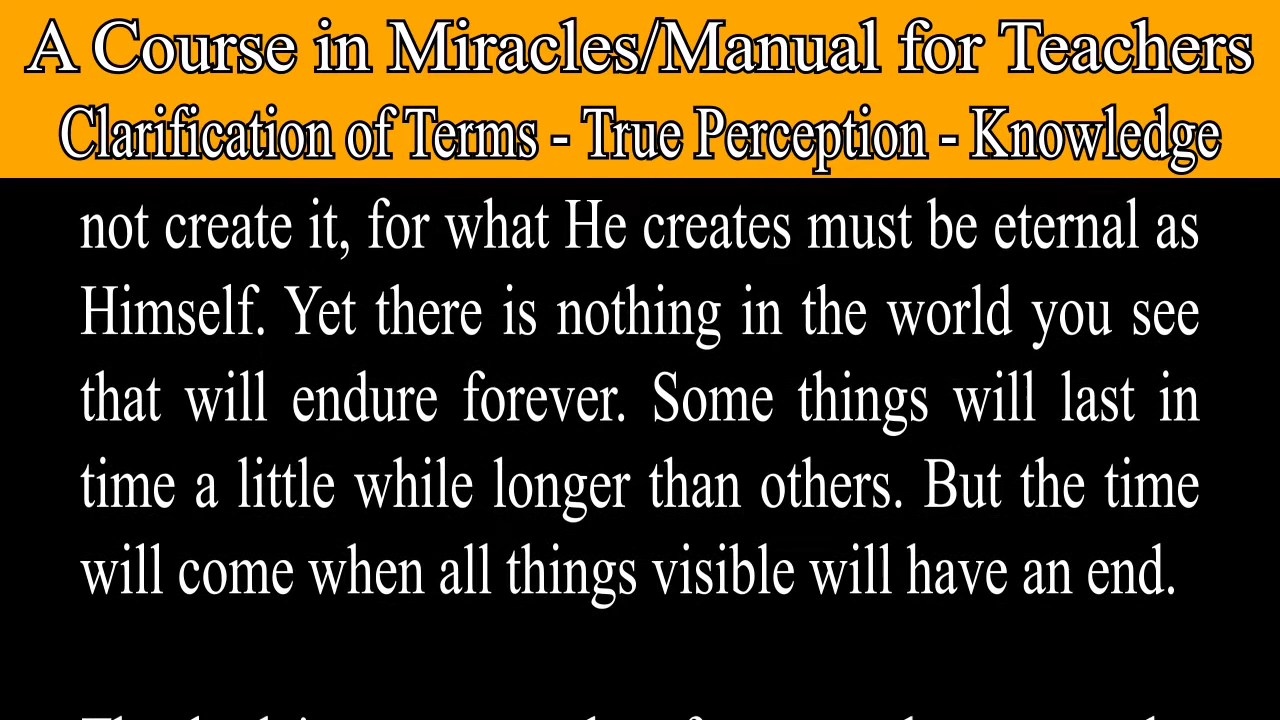 A Course in Miracles/Manual for Teachers
Clarification of Terms - True Perception - Knowledge
not create it, for what He creates must be eternal as
Himself. Yet there is nothing in the world you see
that will endure forever. Some things will last in
time a little while longer than others. But the time
will come when all things visible will have an end.